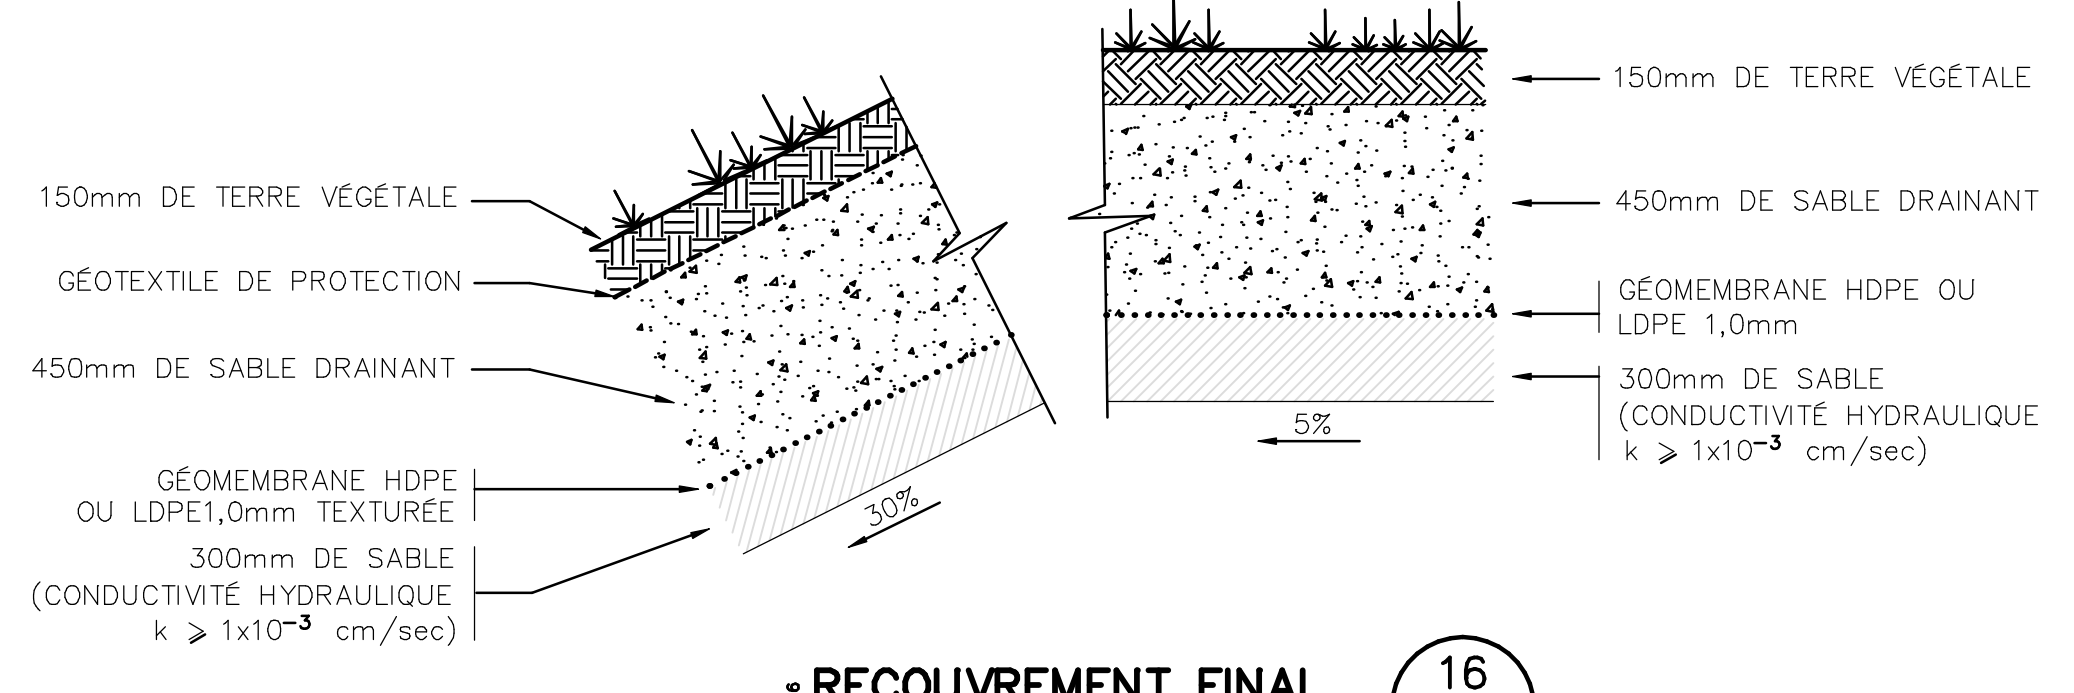 150mm DE TERRE VÉGÉTALE
GÉOTEXTILE DE PROTECTION
450mm DE SABLE DRAINANT
GÉOMEMBRANE HDPE
OU LDPE1,0mm TEXTURÉE
300mm DE SABLE
(CONDUCTIVITÉ HYDRAULIQUE
k ⩾ 1x10⁻³ cm/sec)
30%
150mm DE TERRE VÉGÉTALE
450mm DE SABLE DRAINANT
GÉOMEMBRANE HDPE OU
LDPE 1,0mm
300mm DE SABLE
(CONDUCTIVITÉ HYDRAULIQUE
k ⩾ 1x10⁻³ cm/sec)
5%
RECOUVREMENT FINAL
16